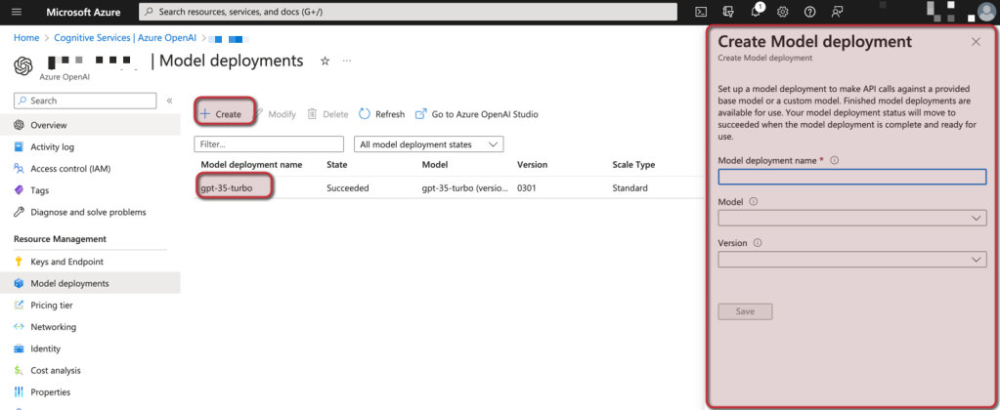 Microsoft Azure
Search resources, services, and docs (G+/)
1
Home > Cognitive Services | Azure OpenAI >
| Model deployments
Azure OpenAI
Search
Overview
Activity log
Access control (IAM)
Tags
Diagnose and solve problems
Resource Management
Keys and Endpoint
Model deployments
Pricing tier
Networking
Identity
Cost analysis
Properties
Create Modify Delete Refresh Go to Azure OpenAI Studio
Filter... All model deployment states
Model deployment name State Model Version Scale Type
gpt-35-turbo Succeeded gpt-35-turbo (versio... 0301 Standard
Create Model deployment
Create Model deployment
Set up a model deployment to make API calls against a provided
base model or a custom model. Finished model deployments are
available for use. Your model deployment status will move to
succeeded when the model deployment is complete and ready for
use.
Model deployment name *
Model
Version
Save